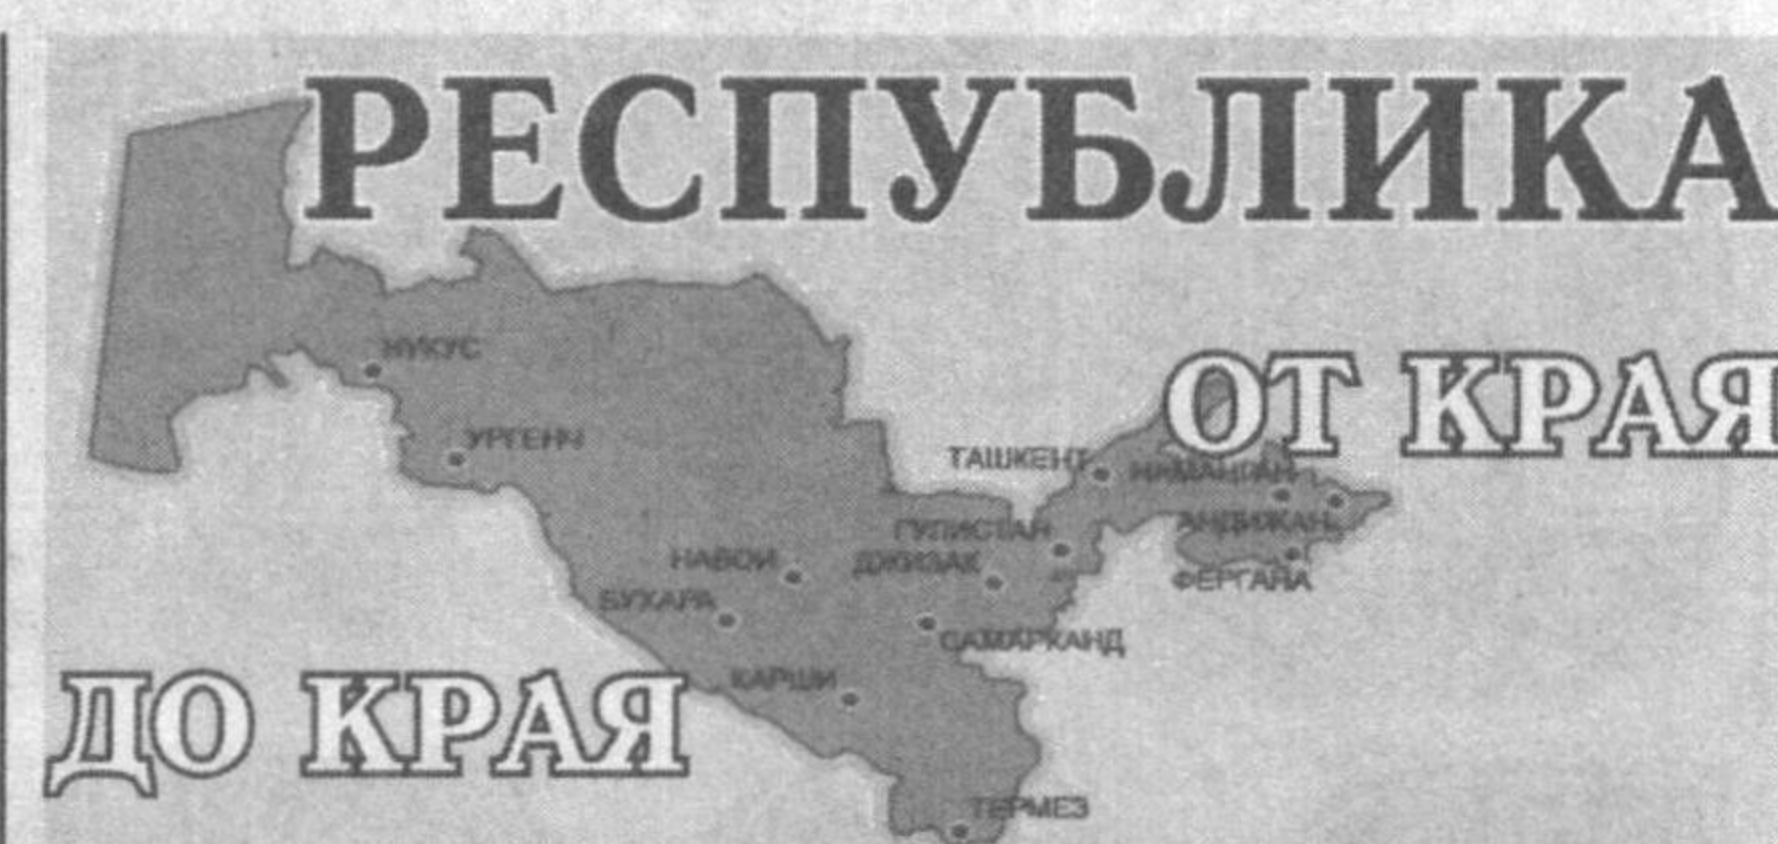 РЕСПУБЛИКА
ОТ КРАЯ
ДО КРАЯ
НУКУС
УРГЕНЧ
ТАШКЕНТ
НАМАНГАН
АНДИЖАН
ГУЛИСТАН
НАВОИ
ДЖИЗАК
ФЕРГАНА
БУХАРА
САМАРКАНД
КАРШИ
ТЕРМЕЗ